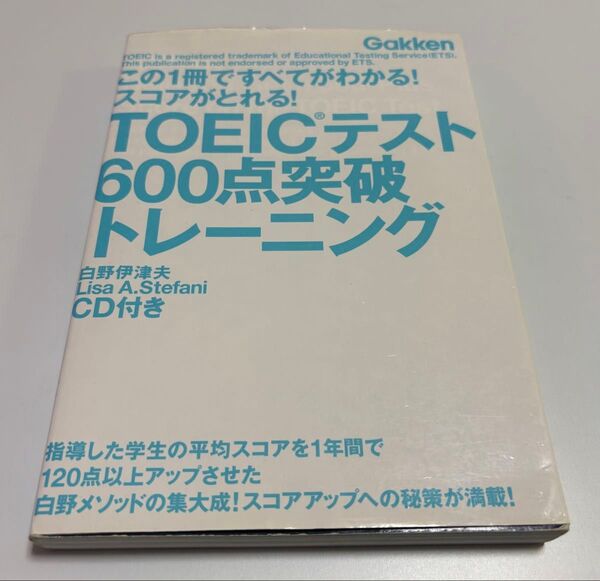 Gakken
TOEIC is a registered trademark of Educational Testing Service(ETS).
This publication is not endorsed or approved by ETS.
この1冊ですべてがわかる!
スコアがとれる!
TOEIC®テスト
600点突破
トレーニング
白野伊津夫
Lisa A.Stefani
CD付き
指導した学生の平均スコアを1年間で
120点以上アップさせた
白野メソッドの集大成!スコアアップへの秘策が満載!